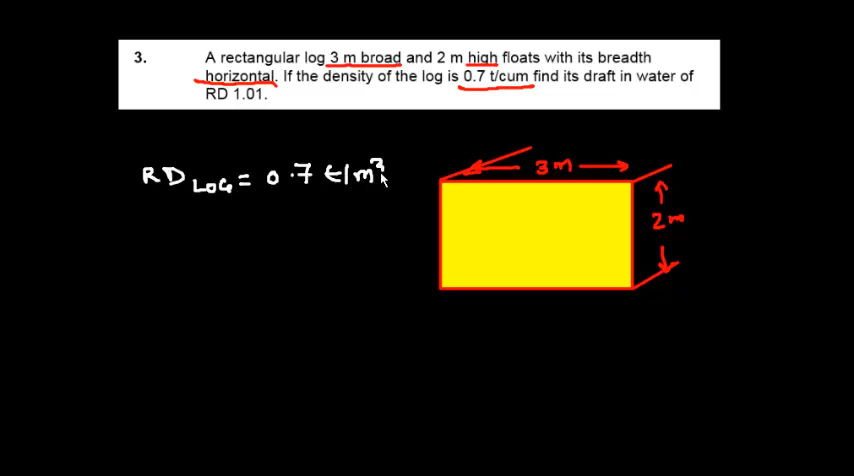 3. A rectangular log 3 m broad and 2 m high floats with its breadth
horizontal. If the density of the log is 0.7 t/cum find its draft in water of
RD 1.01.
RD LOG = 0.7 t/m³
3m
2m